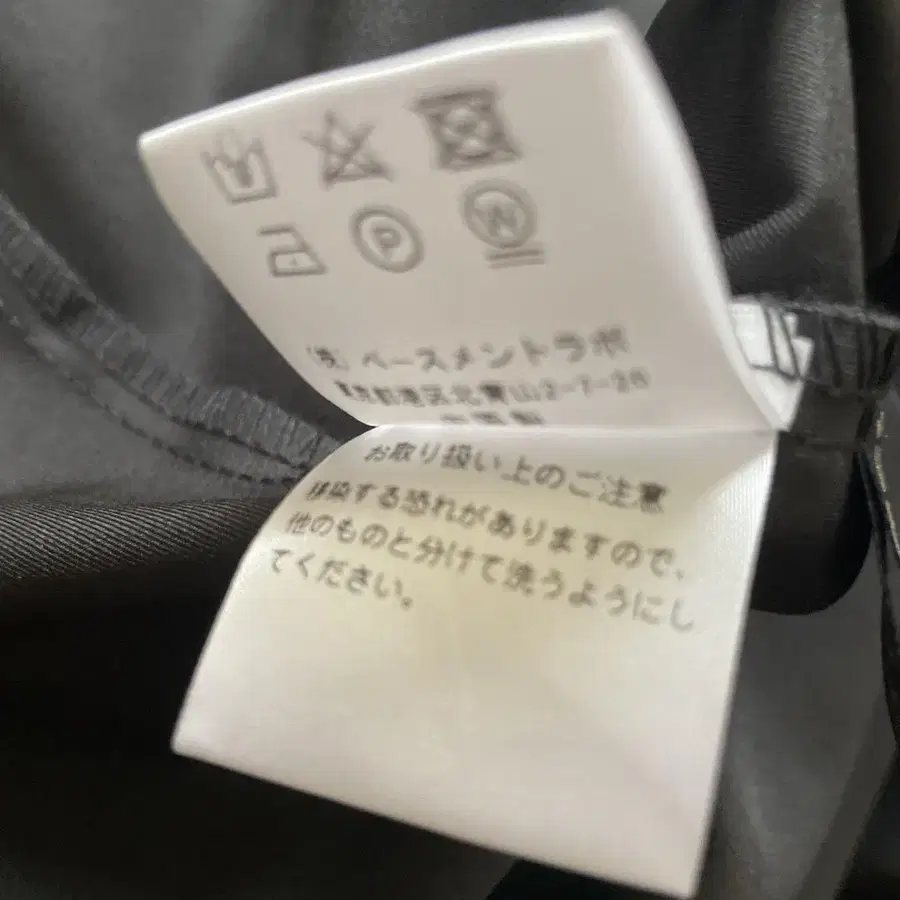 P
W
(株)ベースメントラボ
東京都港区北青山2-7-26
中国製
お取り扱い上のご注意
移染する恐れがありますので、
他のものと分けて洗うようにし
てください。